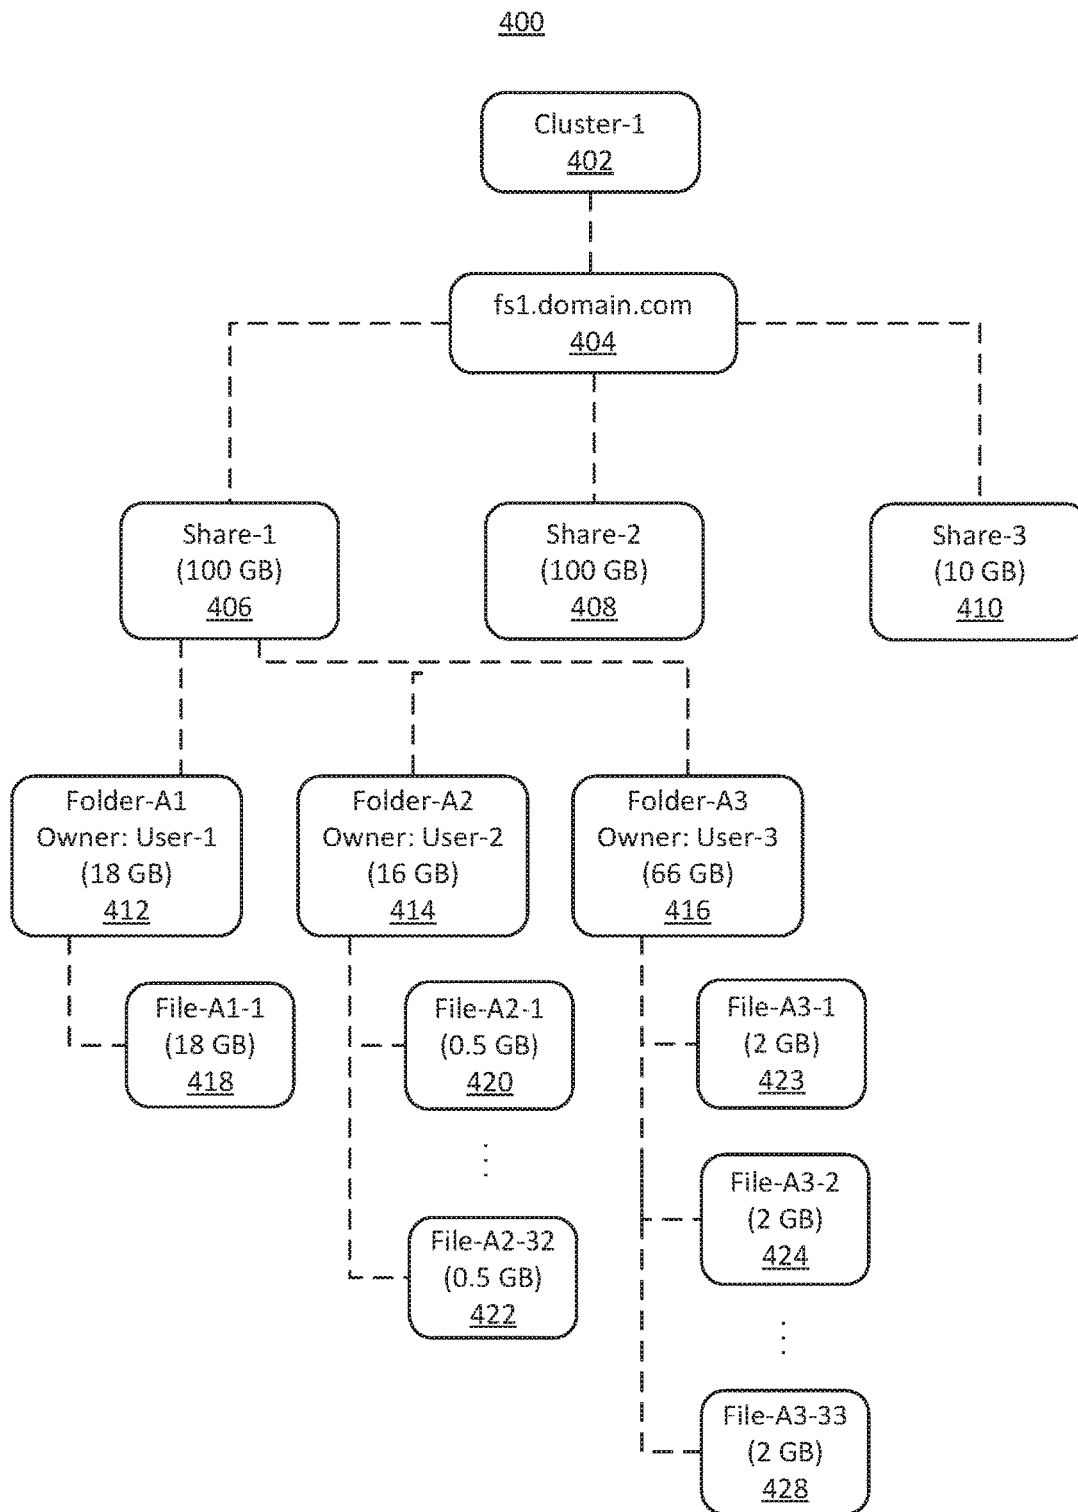 400
Cluster-1
402
fs1.domain.com
404
Share-1
(100 GB)
406
Share-2
(100 GB)
408
Share-3
(10 GB)
410
Folder-A1
Owner: User-1
(18 GB)
412
Folder-A2
Owner: User-2
(16 GB)
414
Folder-A3
Owner: User-3
(66 GB)
416
File-A1-1
(18 GB)
418
File-A2-1
(0.5 GB)
420
File-A3-1
(2 GB)
423
File-A3-2
(2 GB)
424
File-A2-32
(0.5 GB)
422
File-A3-33
(2 GB)
428